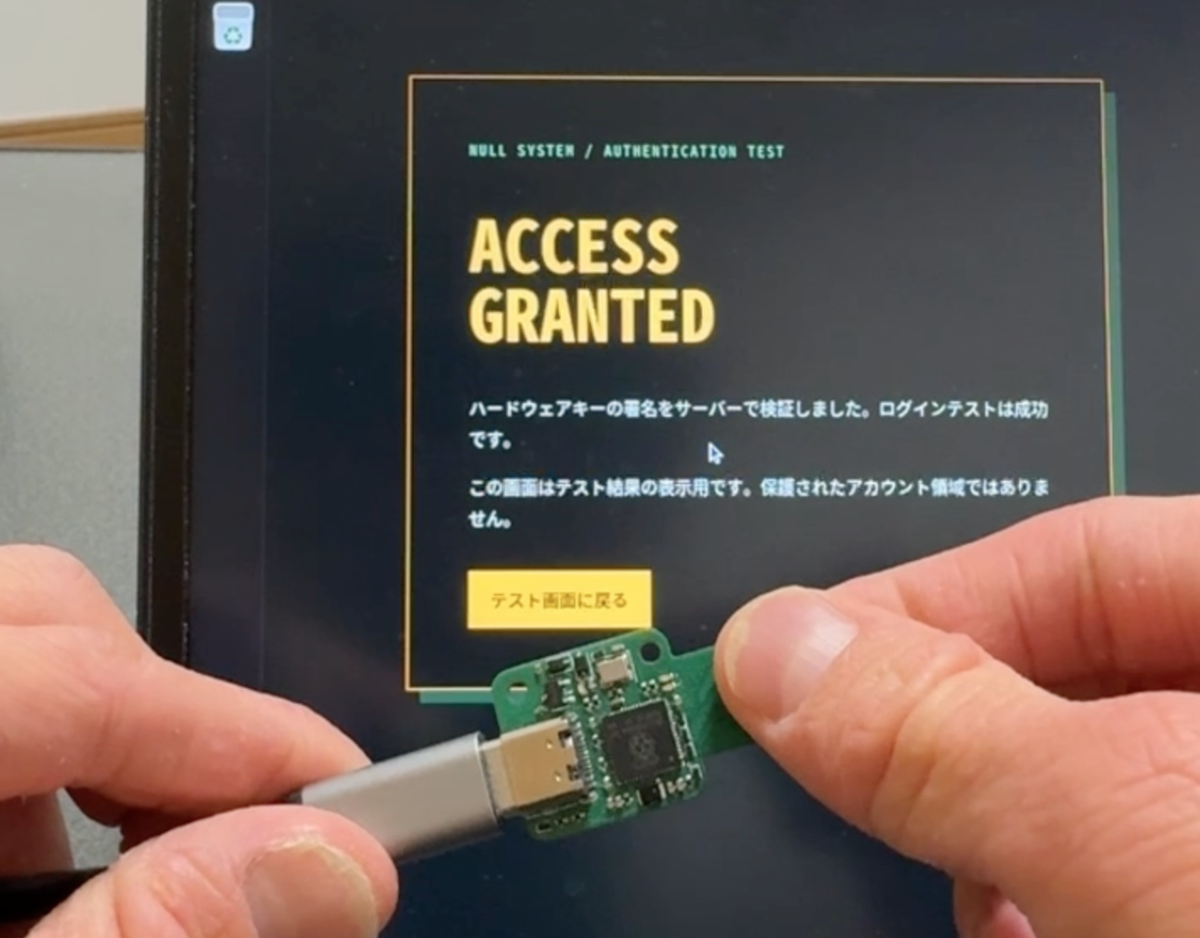 NULL SYSTEM / AUTHENTICATION TEST
ACCESS
GRANTED
ハードウェアキーの署名をサーバーで検証しました。ログインテストは成功
です。
この画面はテスト結果の表示用です。保護されたアカウント領域ではありま
せん。
テスト画面に戻る